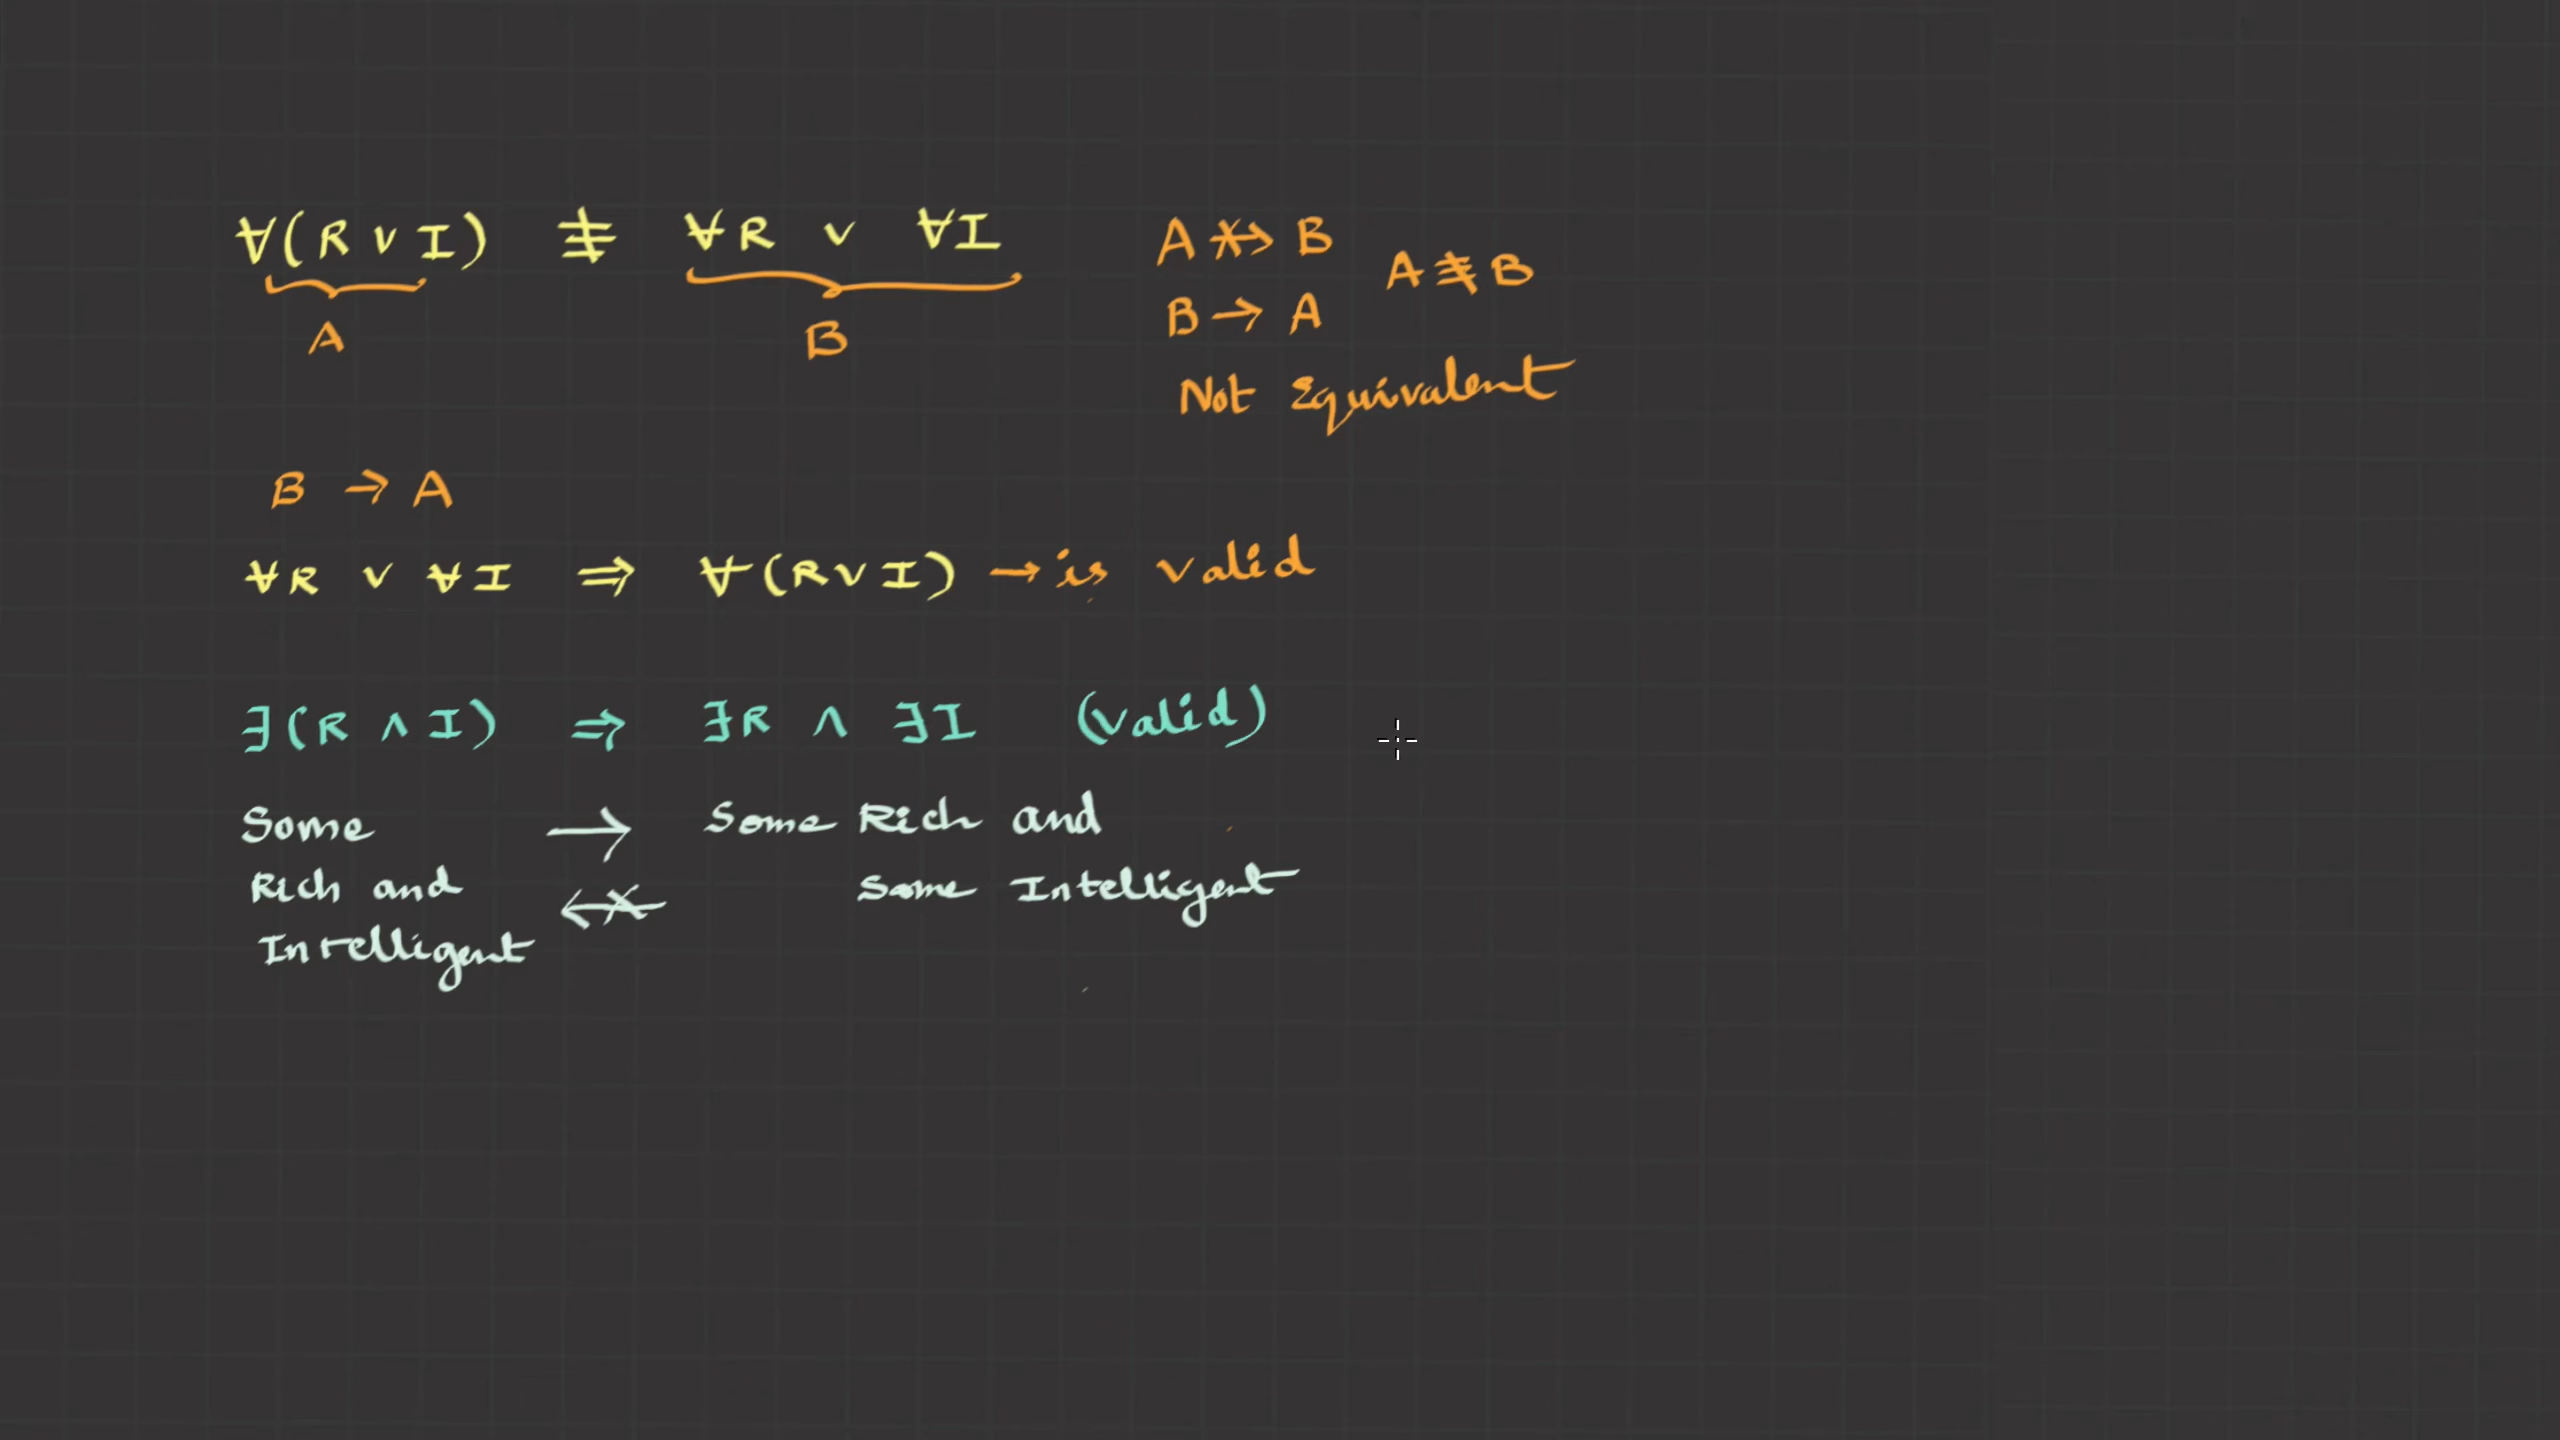 ∀(R ∨ I) ≢ ∀R ∨ ∀I
A B
A ↛ B
B → A
A ≢ B
Not Equivalent
B → A
∀R ∨ ∀I ⇒ ∀(R ∨ I) → is valid
∃(R ∧ I) ⇒ ∃R ∧ ∃I (valid)
Some → Some Rich and
Rich and ↚ Some Intelligent
Intelligent